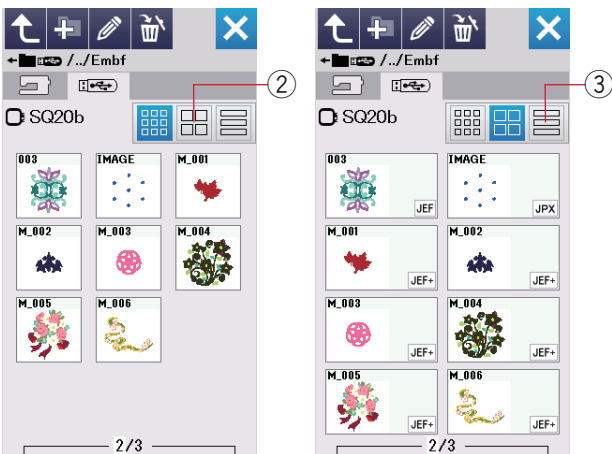 /../Embf
SQ20b
②
003 IMAGE M_001
M_002 M_003 M_004
M_005 M_006
2/3
/../Embf
SQ20b
③
003 IMAGE
JEF JPX
M_001 M_002
JEF+ JEF+
M_003 M_004
JEF+ JEF+
M_005 M_006
JEF+ JEF+
2/3